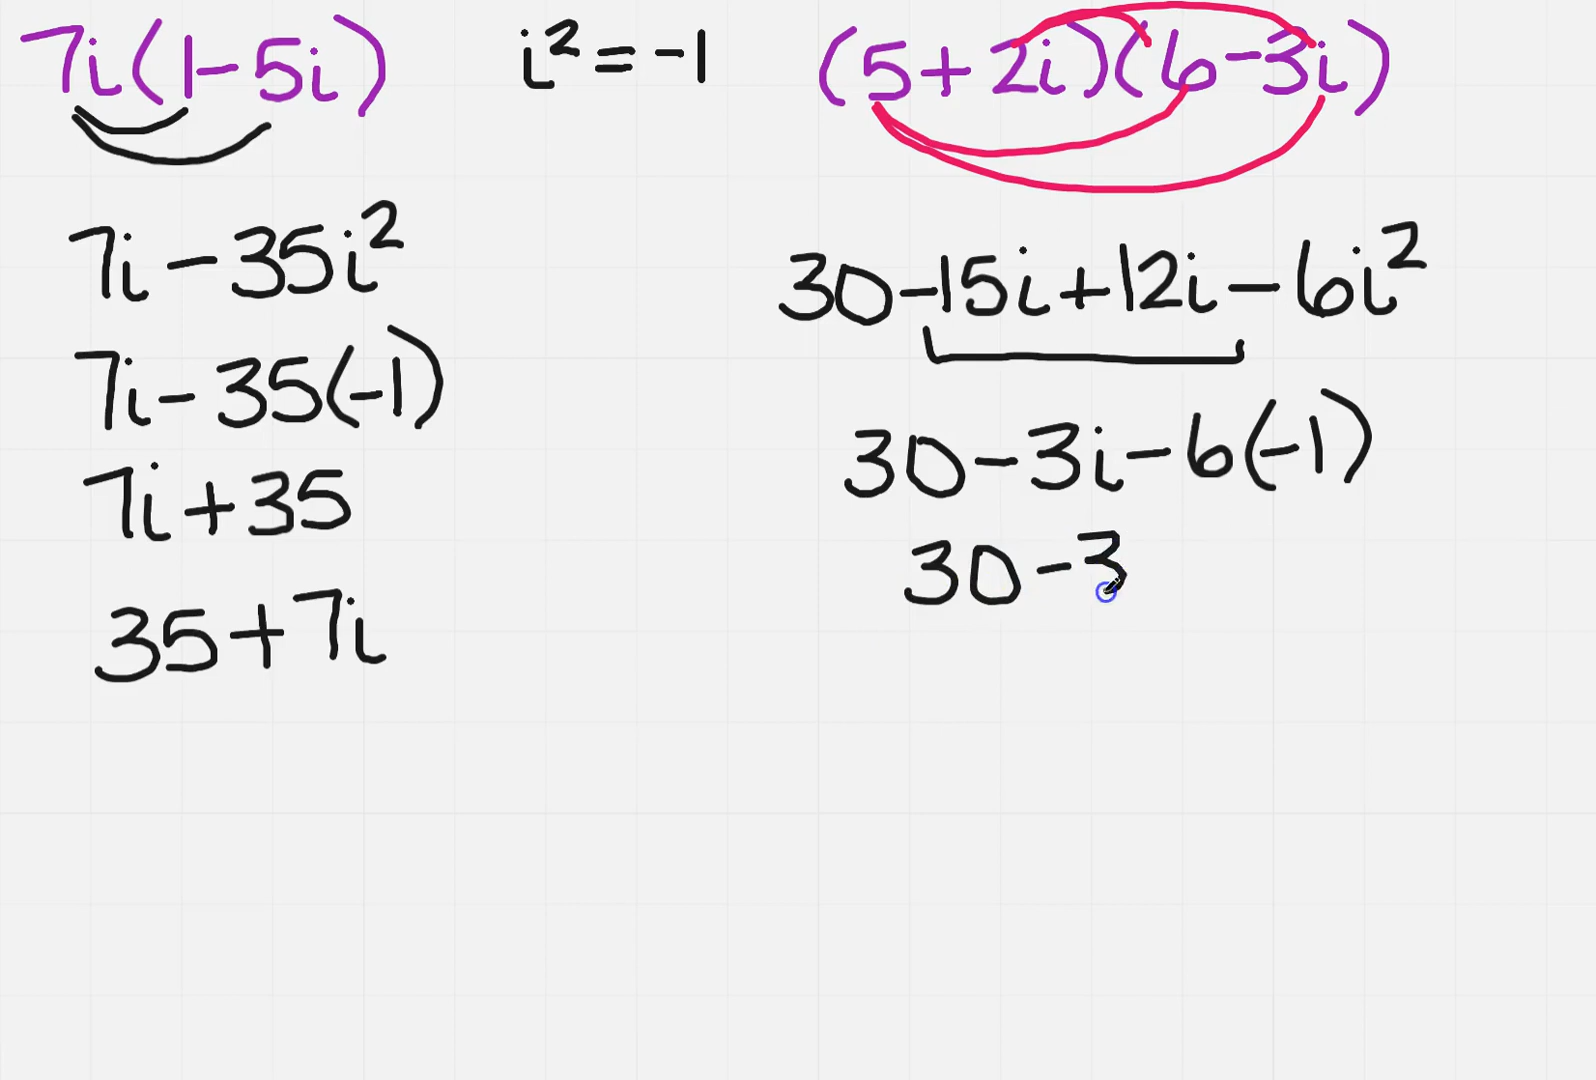 7i(1-5i)
7i-35i²
7i-35(-1)
7i+35
35+7i
i²=-1
(5+2i)(6-3i)
30-15i+12i-6i²
30-3i-6(-1)
30-3